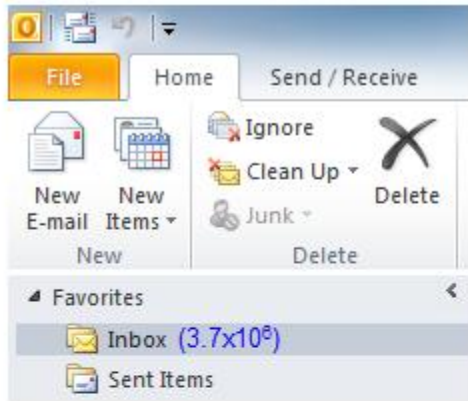 File Home Send / Receive
Ignore
Clean Up
Junk
New E-mail
New Items
Delete
New
Delete
Favorites
Inbox (3.7x10⁶)
Sent Items